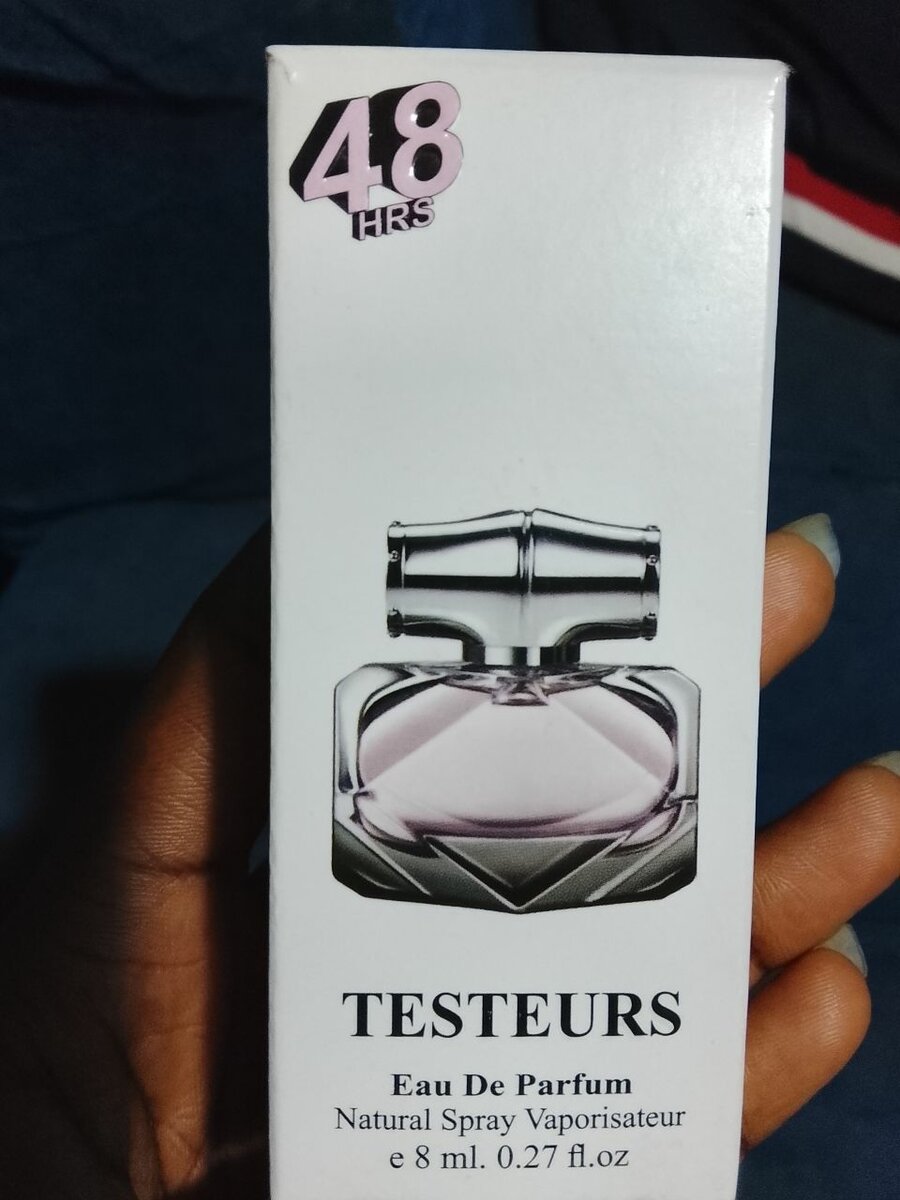 48
HRS
TESTEURS
Eau De Parfum
Natural Spray Vaporisateur
e 8 ml. 0.27 fl.oz